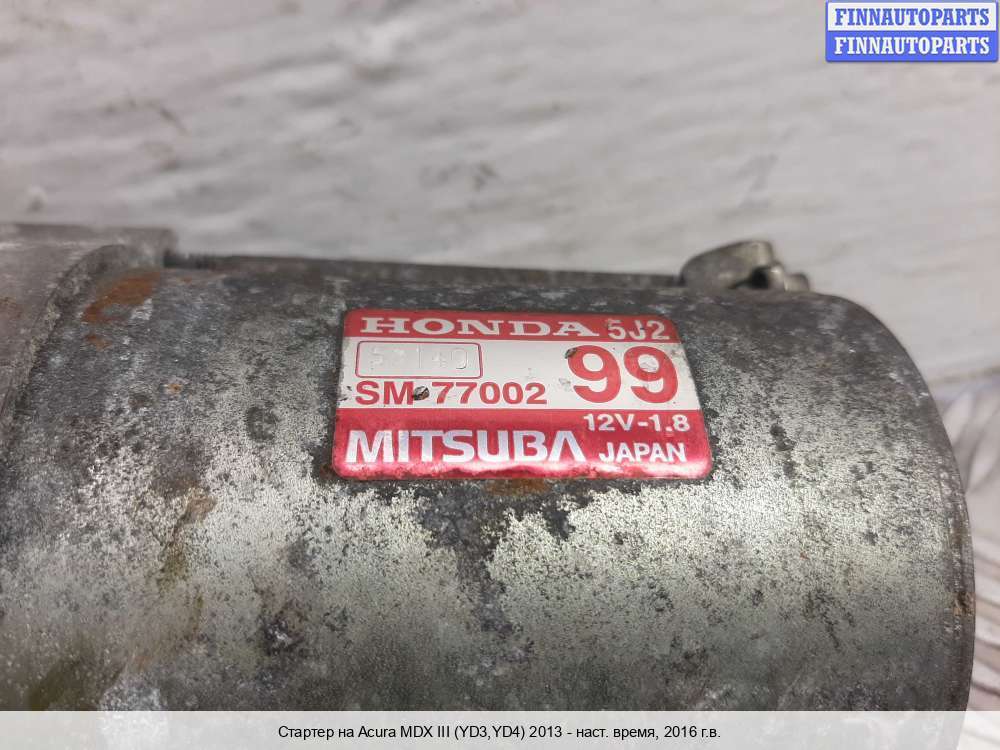 FINNAUTOPARTS
FINNAUTOPARTS
HONDA 5J2
99
SM-77002
12V-1.8
MITSUBA JAPAN
Стартер на Acura MDX III (YD3,YD4) 2013 - наст. время, 2016 г.в.